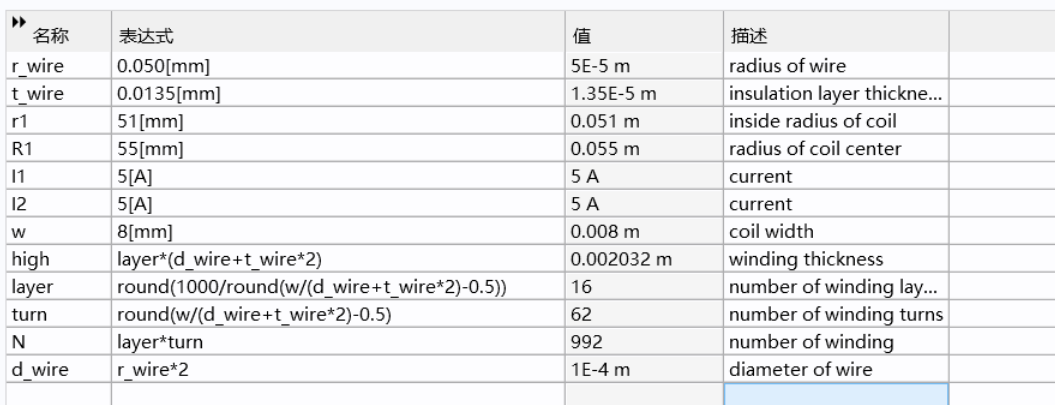 名称 表达式 值 描述
r_wire 0.050[mm] 5E-5 m radius of wire
t_wire 0.0135[mm] 1.35E-5 m insulation layer thickne...
r1 51[mm] 0.051 m inside radius of coil
R1 55[mm] 0.055 m radius of coil center
I1 5[A] 5 A current
I2 5[A] 5 A current
w 8[mm] 0.008 m coil width
high layer*(d_wire+t_wire*2) 0.002032 m winding thickness
layer round(1000/round(w/(d_wire+t_wire*2)-0.5)) 16 number of winding lay...
turn round(w/(d_wire+t_wire*2)-0.5) 62 number of winding turns
N layer*turn 992 number of winding
d_wire r_wire*2 1E-4 m diameter of wire